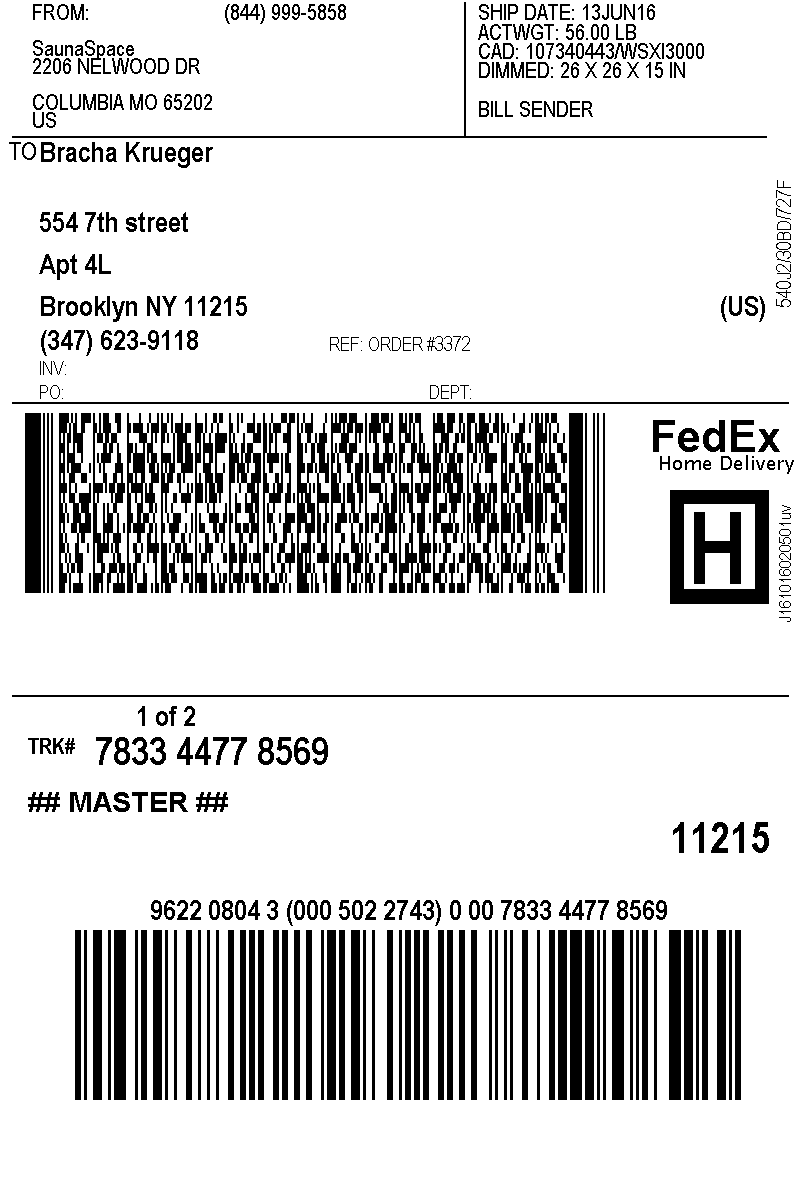 FROM: (844) 999-5858
SaunaSpace
2206 NELWOOD DR
COLUMBIA MO 65202
US
SHIP DATE: 13JUN16
ACTWGT: 56.00 LB
CAD: 107340443/WSXI3000
DIMMED: 26 X 26 X 15 IN
BILL SENDER
TO Bracha Krueger
554 7th street
Apt 4L
Brooklyn NY 11215 (US)
(347) 623-9118 REF: ORDER #3372
INV:
PO: DEPT:
540J2/30BD/727F
FedEx
Home Delivery
H
J161016020501uv
1 of 2
TRK# 7833 4477 8569
## MASTER ##
11215
9622 0804 3 (000 502 2743) 0 00 7833 4477 8569